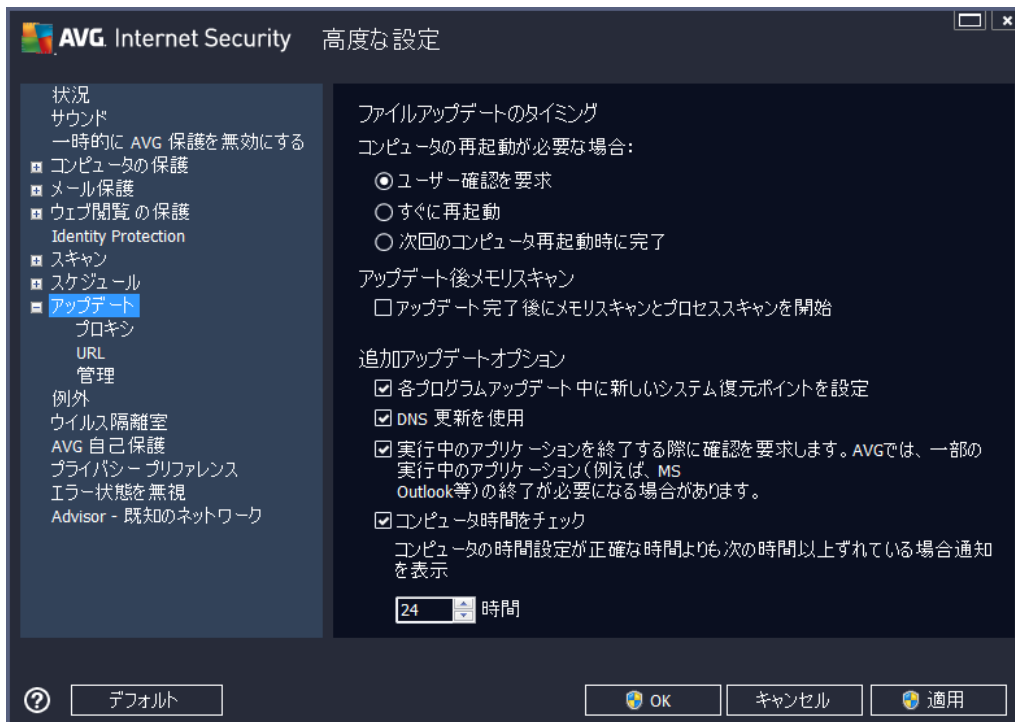 AVG. Internet Security 高度な設定
状況
サウンド
一時的に AVG 保護を無効にする
コンピュータの保護
メール保護
ウェブ閲覧 の保護
Identity Protection
スキャン
スケジュール
アップデート
プロキシ
URL
管理
例外
ウイルス隔離室
AVG 自己保護
プライバシー プリファレンス
エラー状態を無視
Advisor - 既知のネットワーク
ファイルアップデートのタイミング
コンピュータの再起動が必要な場合:
ユーザー確認を要求
すぐに再起動
次回のコンピュータ再起動時に完了
アップデート後メモリスキャン
アップデート完了後にメモリスキャンとプロセススキャンを開始
追加アップデートオプション
各プログラムアップデート中に新しいシステム復元ポイントを設定
DNS 更新を使用
実行中のアプリケーションを終了する際に確認を要求します。AVGでは、一部の
実行中のアプリケーション(例えば、MS
Outlook等)の終了が必要になる場合があります。
コンピュータ時間をチェック
コンピュータの時間設定が正確な時間よりも次の時間以上ずれている場合通知
を表示
24 時間
デフォルト
OK
キャンセル
適用